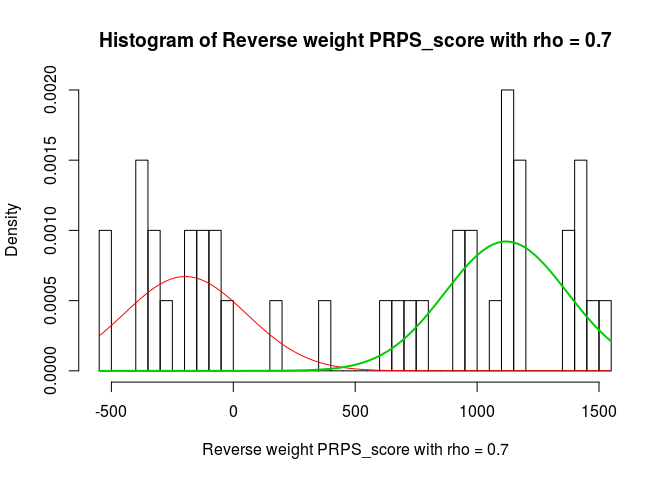 Histogram of Reverse weight PRPS_score with rho = 0.7
Density
0.0020
0.0015
0.0010
0.0005
0.0000
-500 0 500 1000 1500
Reverse weight PRPS_score with rho = 0.7